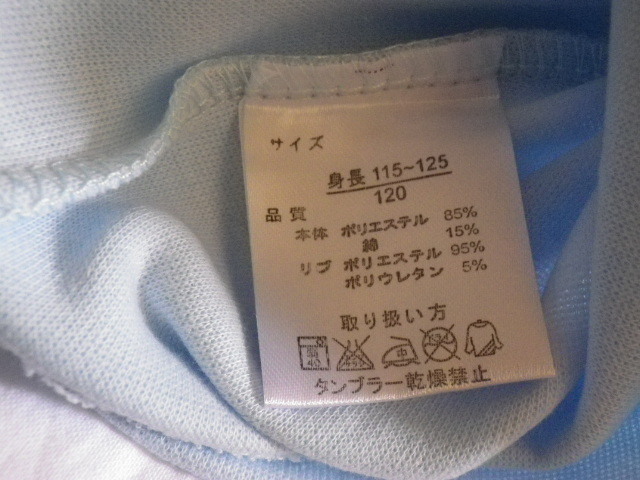 サイズ
身長 115~125
120
品質
本体 ポリエステル 85%
綿 15%
リブ ポリエステル 95%
ポリウレタン 5%
取り扱い方
タンブラー乾燥禁止